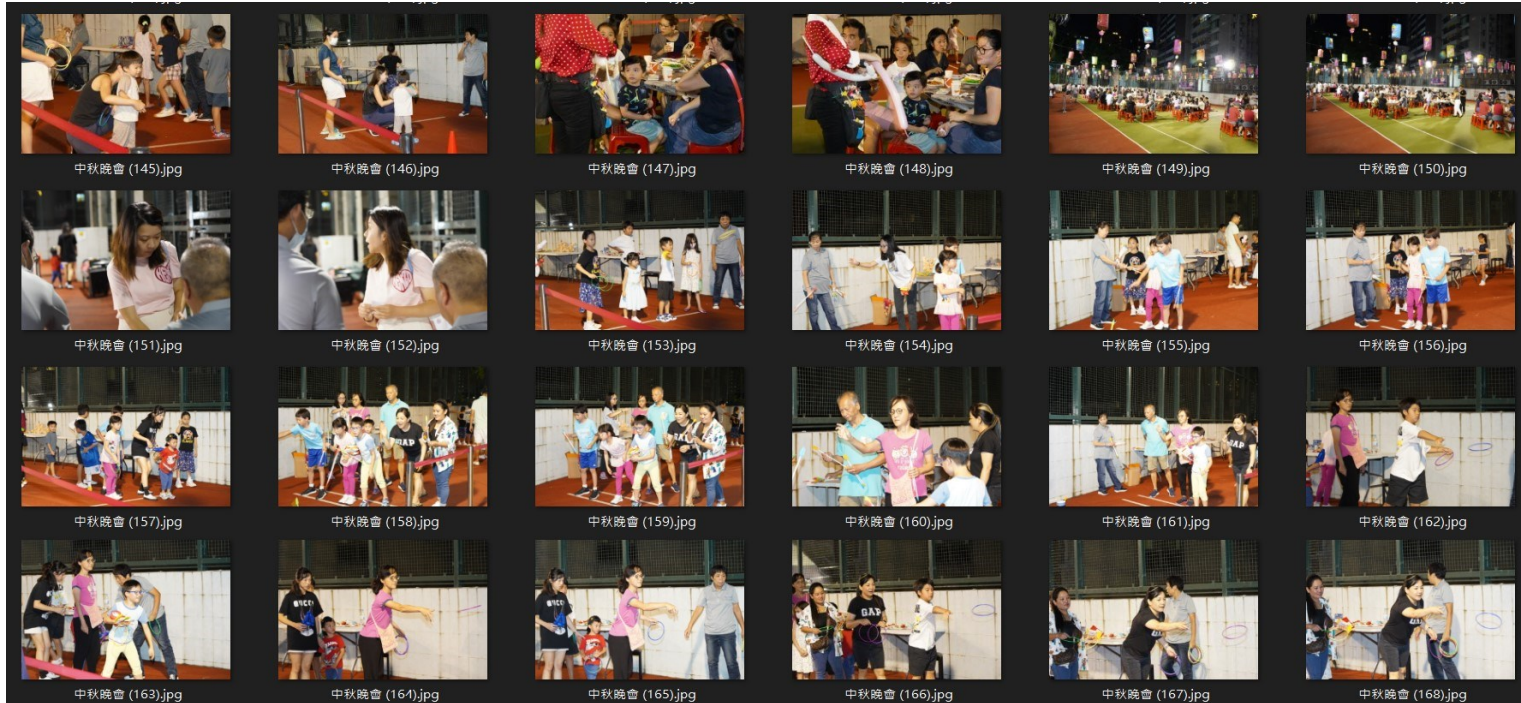 中秋晚會 (145).jpg
中秋晚會 (146).jpg
中秋晚會 (147).jpg
中秋晚會 (148).jpg
中秋晚會 (149).jpg
中秋晚會 (150).jpg
中秋晚會 (151).jpg
中秋晚會 (152).jpg
中秋晚會 (153).jpg
中秋晚會 (154).jpg
中秋晚會 (155).jpg
中秋晚會 (156).jpg
中秋晚會 (157).jpg
中秋晚會 (158).jpg
中秋晚會 (159).jpg
中秋晚會 (160).jpg
中秋晚會 (161).jpg
中秋晚會 (162).jpg
GAP
GAP
中秋晚會 (163).jpg
中秋晚會 (164).jpg
中秋晚會 (165).jpg
中秋晚會 (166).jpg
中秋晚會 (167).jpg
中秋晚會 (168).jpg
GUCCI
GAP